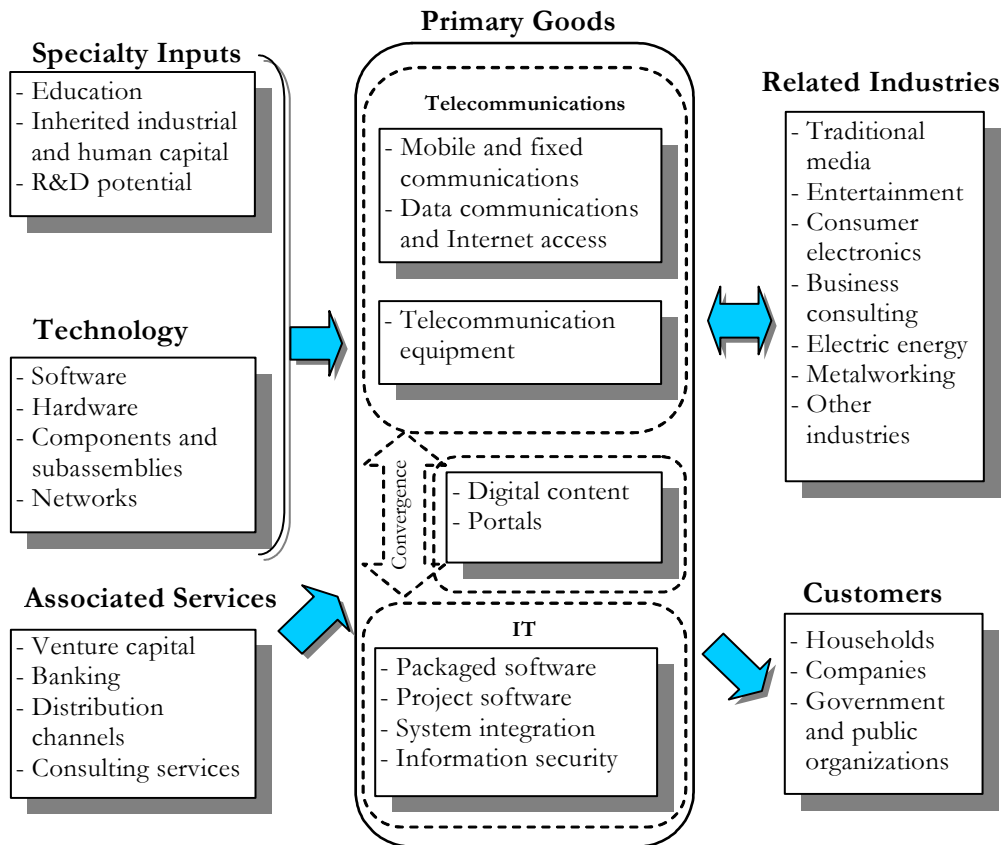 Specialty Inputs
- Education
- Inherited industrial
and human capital
- R&D potential
Technology
- Software
- Hardware
- Components and
subassemblies
- Networks
Associated Services
- Venture capital
- Banking
- Distribution
channels
- Consulting services
Primary Goods
Telecommunications
- Mobile and fixed
communications
- Data communications
and Internet access
- Telecommunication
equipment
Convergence
- Digital content
- Portals
IT
- Packaged software
- Project software
- System integration
- Information security
Related Industries
- Traditional
media
- Entertainment
- Consumer
electronics
- Business
consulting
- Electric energy
- Metalworking
- Other
industries
Customers
- Households
- Companies
- Government
and public
organizations